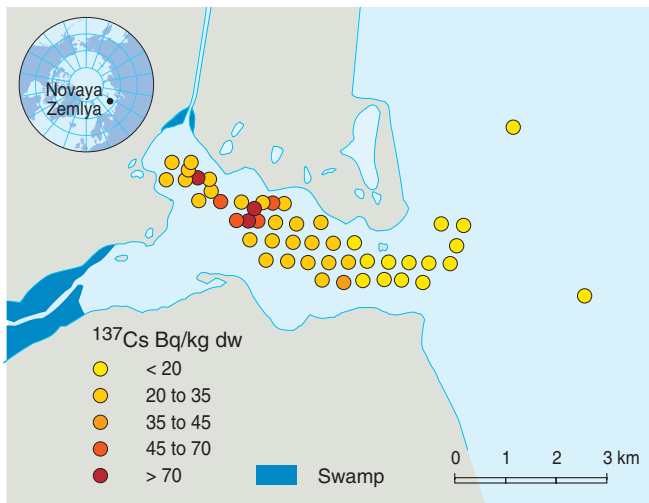 Novaya
Zemlya
137Cs Bq/kg dw
< 20
20 to 35
35 to 45
45 to 70
> 70
Swamp
0 1 2 3 km